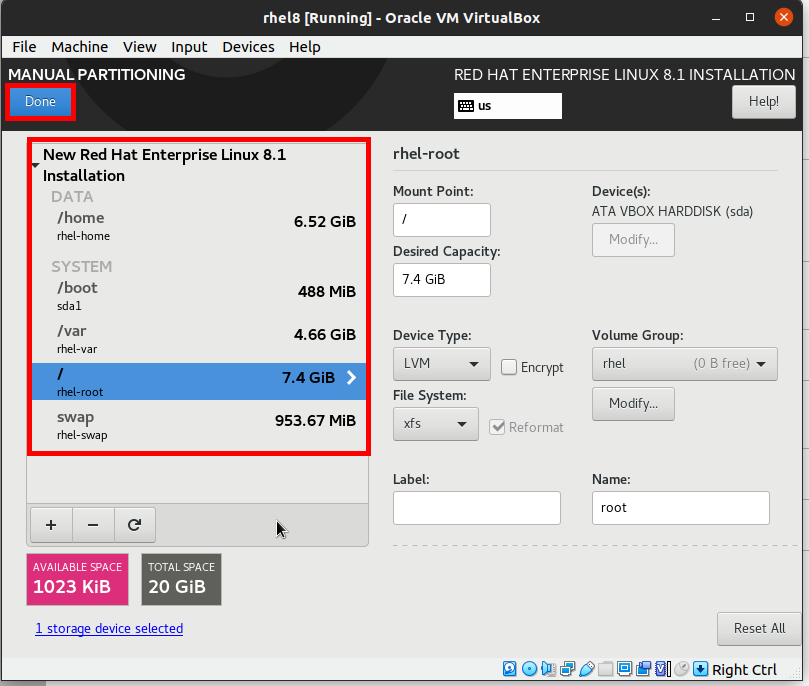 rhel8 [Running] - Oracle VM VirtualBox
File Machine View Input Devices Help
MANUAL PARTITIONING
RED HAT ENTERPRISE LINUX 8.1 INSTALLATION
Done
us
Help!
New Red Hat Enterprise Linux 8.1
Installation
DATA
/home
6.52 GiB
rhel-home
SYSTEM
/boot
488 MiB
sda1
/var
4.66 GiB
rhel-var
/
7.4 GiB
rhel-root
swap
953.67 MiB
rhel-swap
+ −
AVAILABLE SPACE
1023 KiB
TOTAL SPACE
20 GiB
1 storage device selected
rhel-root
Mount Point:
/
Device(s):
ATA VBOX HARDDISK (sda)
Modify...
Desired Capacity:
7.4 GiB
Device Type:
LVM
Encrypt
Volume Group:
rhel (0 B free)
Modify...
File System:
xfs
Reformat
Label:
Name:
root
Reset All
Right Ctrl